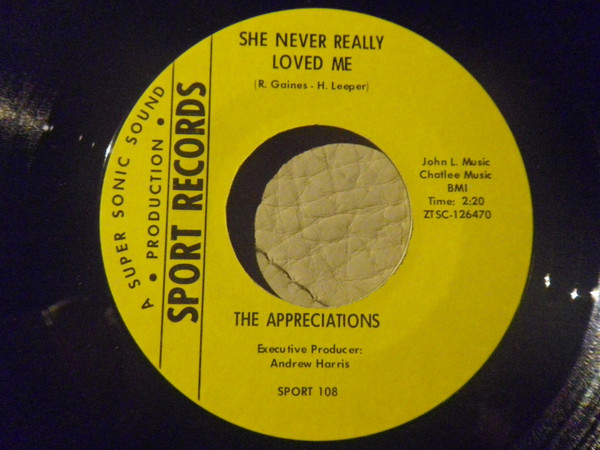 SHE NEVER REALLY
LOVED ME
(R. Gaines - H. Leeper)
A SUPER SONIC SOUND
• PRODUCTION •
SPORT RECORDS
John L. Music
Chatlee Music
BMI
Time: 2:20
ZTSC-126470
THE APPRECIATIONS
Executive Producer:
Andrew Harris
SPORT 108